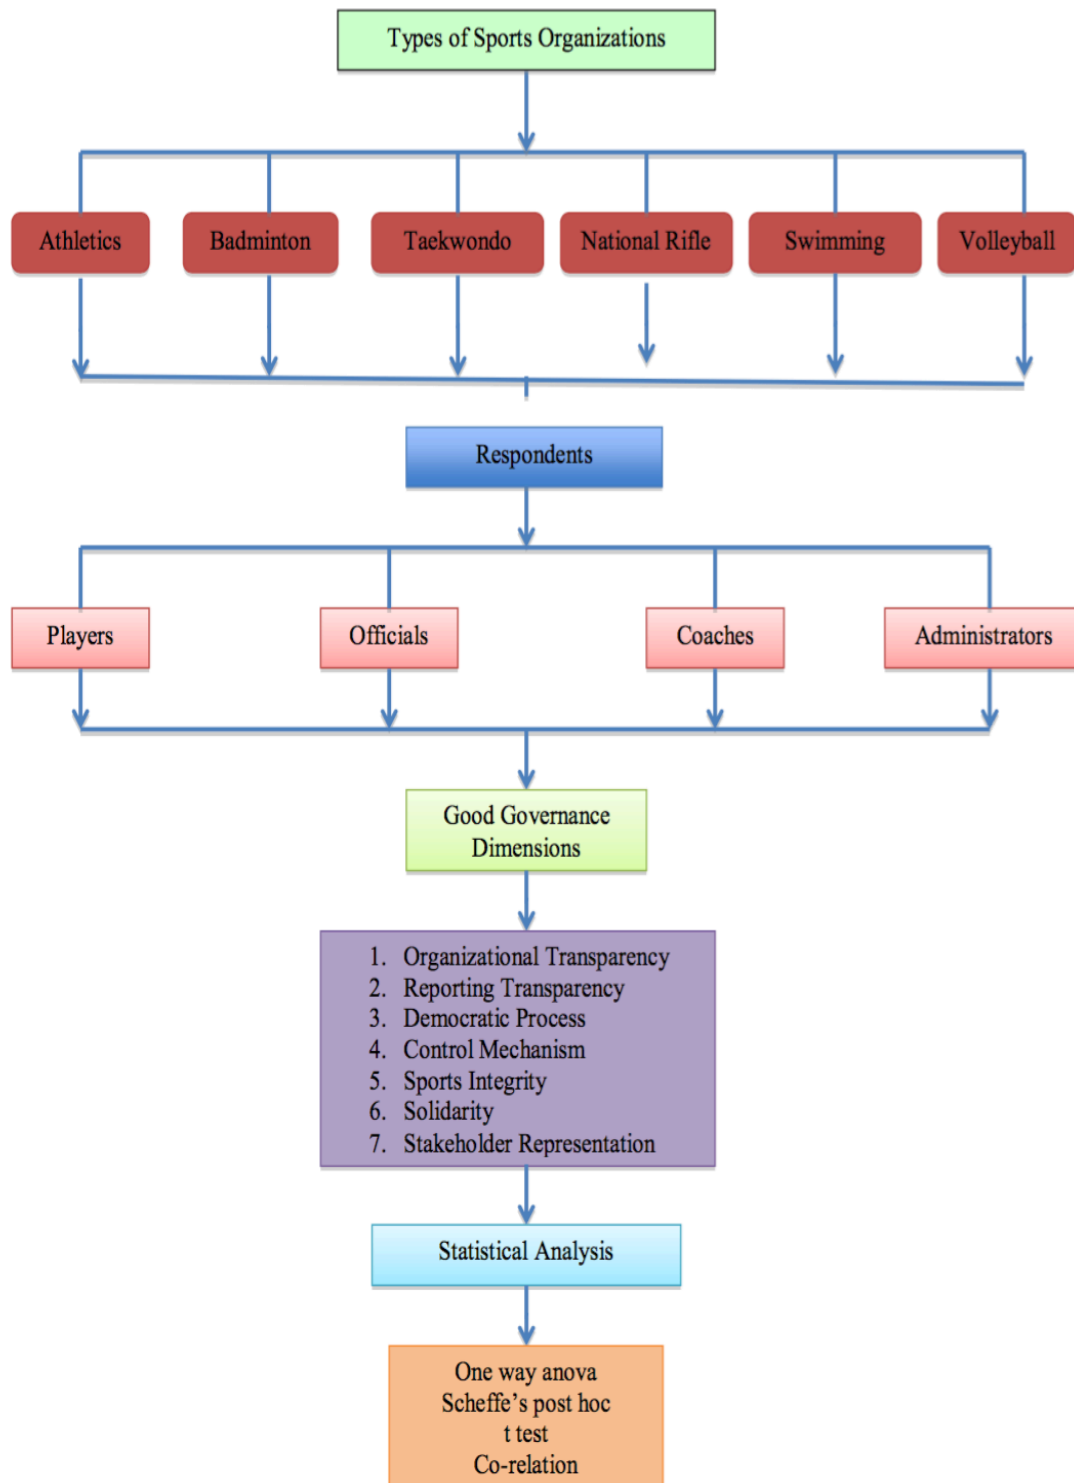 Types of Sports Organizations
Athletics
Badminton
Taekwondo
National Rifle
Swimming
Volleyball
Respondents
Players
Officials
Coaches
Administrators
Good Governance
Dimensions
1. Organizational Transparency
2. Reporting Transparency
3. Democratic Process
4. Control Mechanism
5. Sports Integrity
6. Solidarity
7. Stakeholder Representation
Statistical Analysis
One way anova
Scheffe’s post hoc
t test
Co-relation